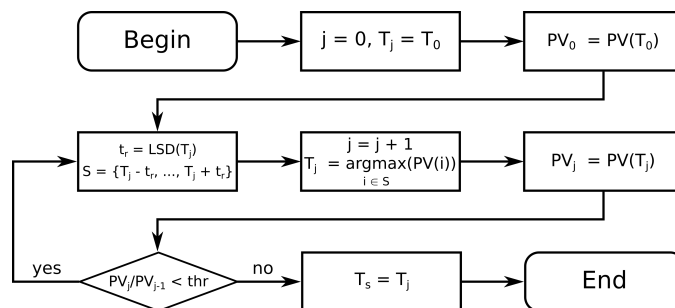 Begin
j = 0, T_j = T_0
PV_0 = PV(T_0)
t_r = LSD(T_j)
S = {T_j - t_r, ..., T_j + t_r}
j = j + 1
T_j = argmax(PV(i))
i ∈ S
PV_j = PV(T_j)
yes
PV_j/PV_{j-1} < thr
no
T_s = T_j
End